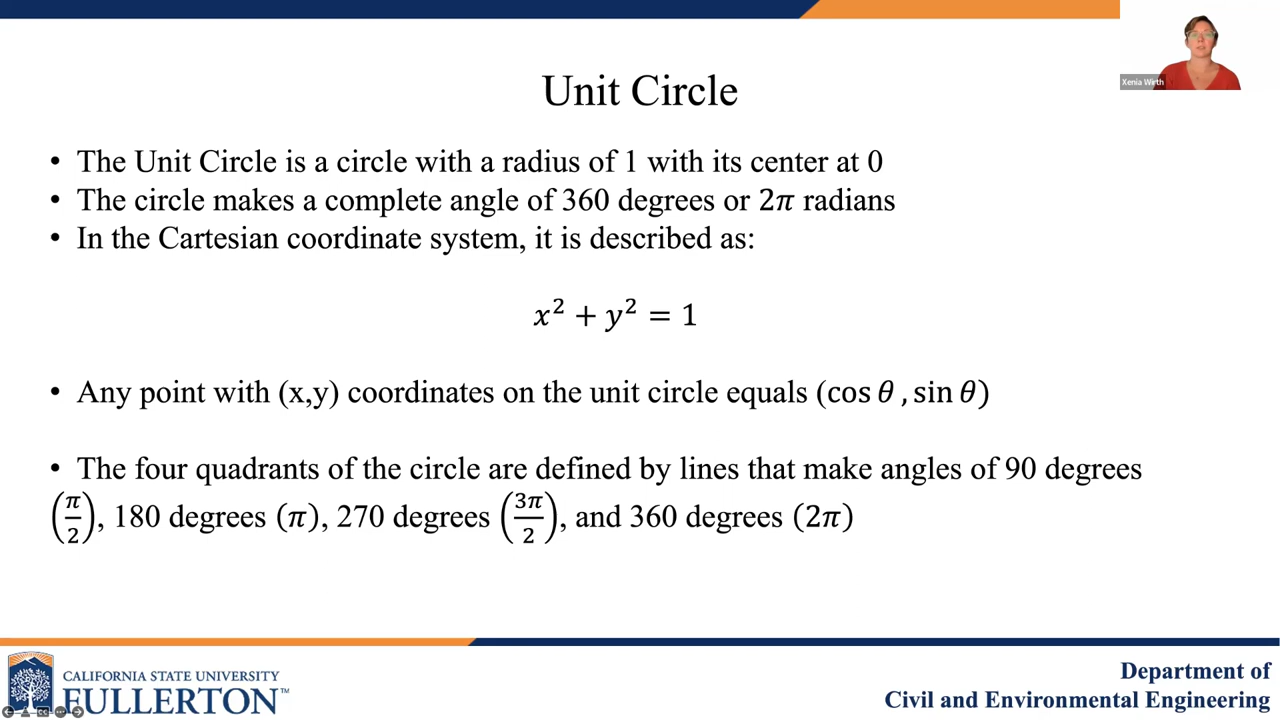 Xenia Wirth
Unit Circle
• The Unit Circle is a circle with a radius of 1 with its center at 0
• The circle makes a complete angle of 360 degrees or 2π radians
• In the Cartesian coordinate system, it is described as:
x² + y² = 1
• Any point with (x,y) coordinates on the unit circle equals (cos θ , sin θ)
• The four quadrants of the circle are defined by lines that make angles of 90 degrees
(π/2), 180 degrees (π), 270 degrees (3π/2), and 360 degrees (2π)
CALIFORNIA STATE UNIVERSITY
FULLERTON™
Department of
Civil and Environmental Engineering